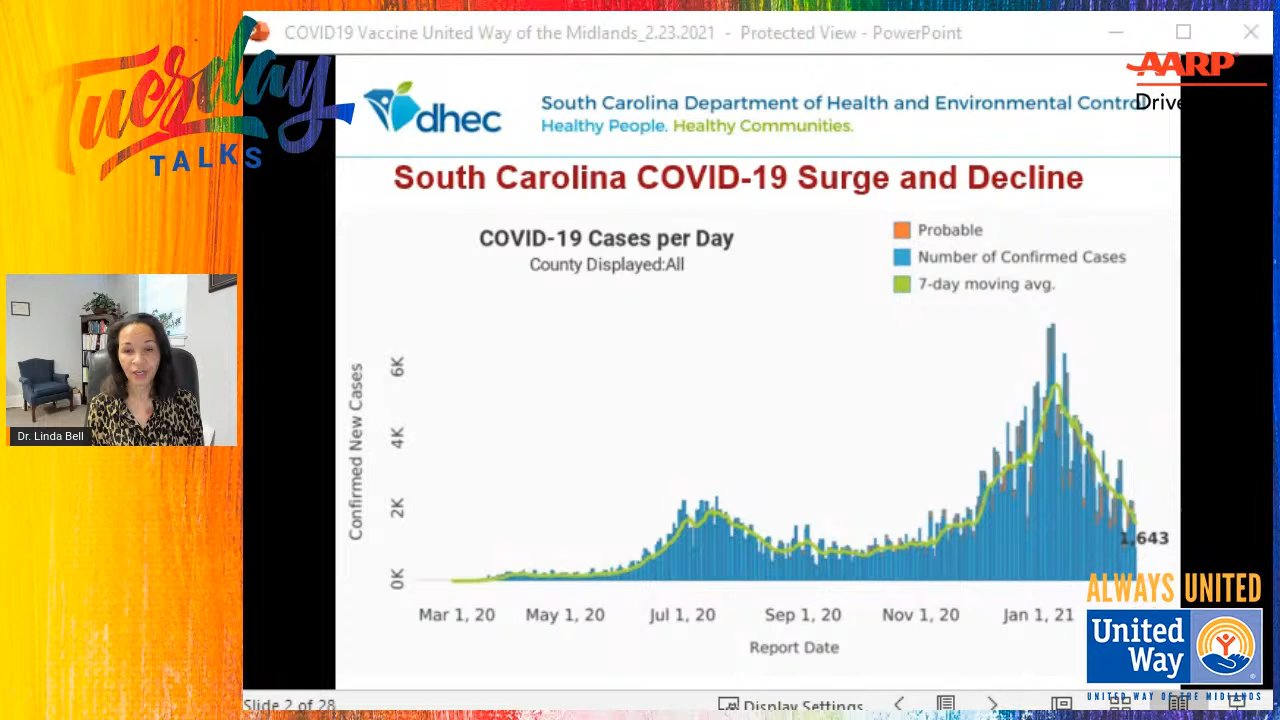 COVID19 Vaccine United Way of the Midlands_2.23.2021 - Protected View - PowerPoint
Tuesday
TALKS
AARP
Drive
dhec
South Carolina Department of Health and Environmental Control
Healthy People. Healthy Communities.
South Carolina COVID-19 Surge and Decline
COVID-19 Cases per Day
County Displayed:All
Probable
Number of Confirmed Cases
7-day moving avg.
Confirmed New Cases
6K
4K
2K
0K
1,643
Mar 1, 20 May 1, 20 Jul 1, 20 Sep 1, 20 Nov 1, 20 Jan 1, 21
Report Date
Dr. Linda Bell
ALWAYS UNITED
United
Way
UNITED WAY OF THE MIDLANDS
Slide 2 of 28
Display Settings